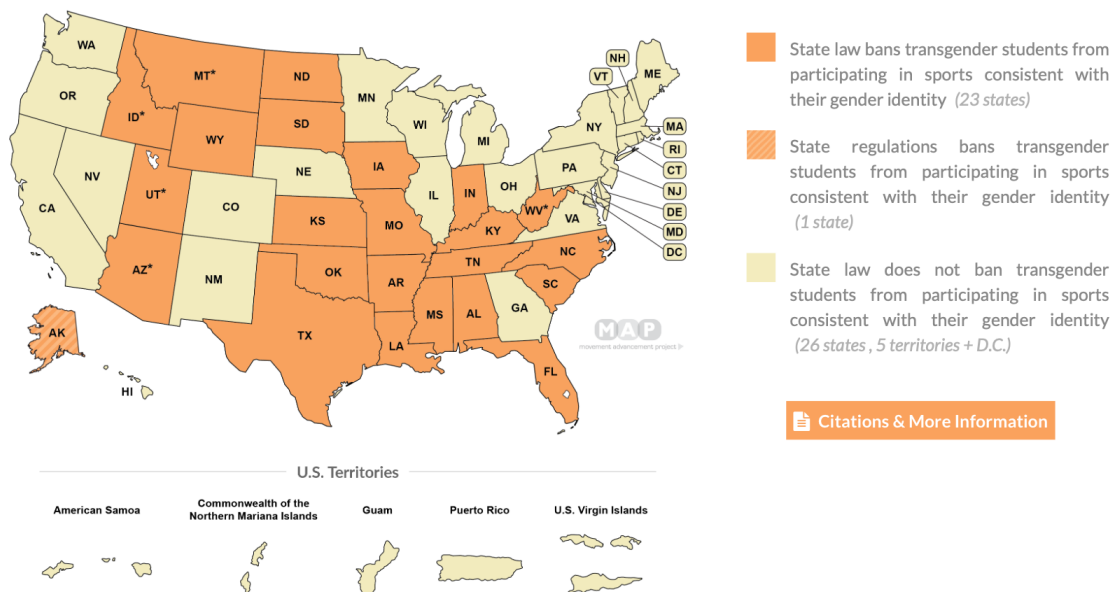 WA
OR
CA
NV
ID*
MT*
WY
UT*
AZ*
CO
NM
ND
SD
NE
KS
OK
TX
MN
IA
MO
AR
LA
WI
IL
MI
IN
OH
KY
TN
MS
AL
GA
FL
SC
NC
VA
WV*
PA
NY
VT
NH
ME
MA
RI
CT
NJ
DE
MD
DC
AK
HI
MAP
movement advancement project
State law bans transgender students from
participating in sports consistent with
their gender identity (23 states)
State regulations bans transgender
students from participating in sports
consistent with their gender identity
(1 state)
State law does not ban transgender
students from participating in sports
consistent with their gender identity
(26 states , 5 territories + D.C.)
Citations & More Information
U.S. Territories
American Samoa
Commonwealth of the
Northern Mariana Islands
Guam
Puerto Rico
U.S. Virgin Islands